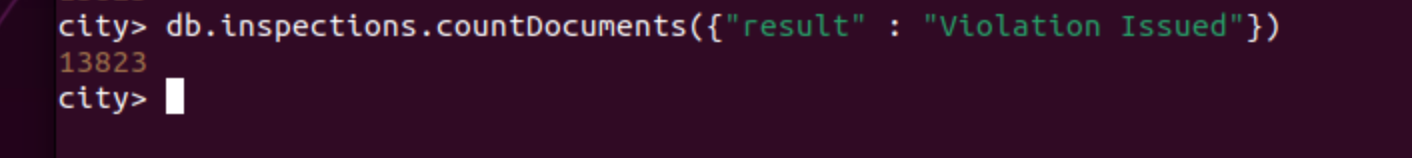 city> db.inspections.countDocuments({"result" : "Violation Issued"})
13823
city>